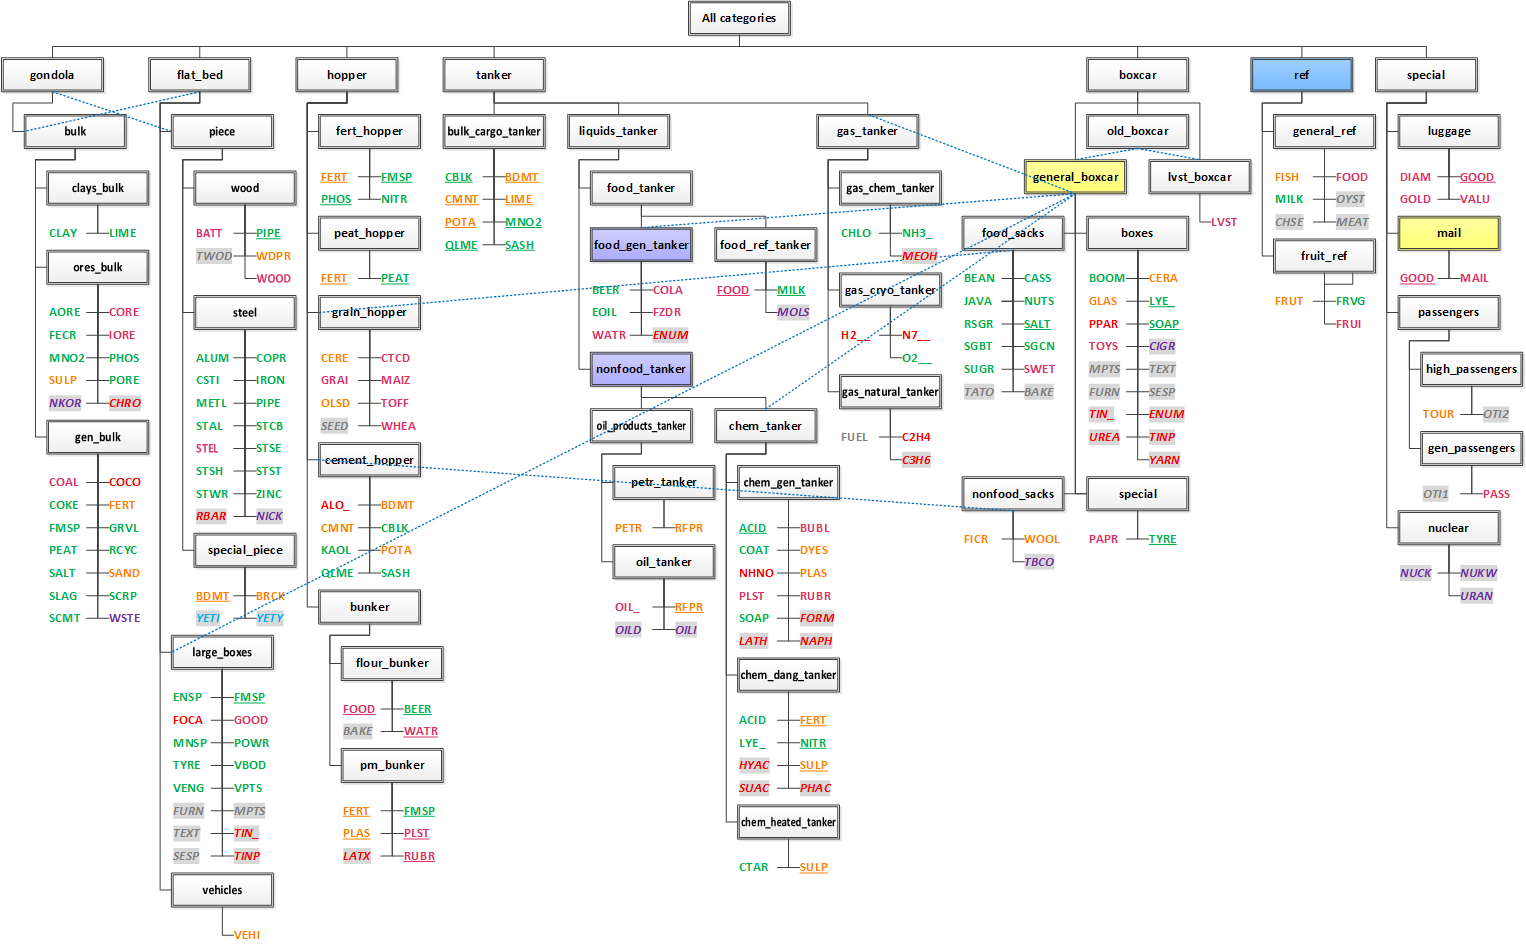 All categories
gondola
flat_bed
hopper
tanker
boxcar
ref
special
bulk
clays_bulk
CLAY LIME
ores_bulk
AORE CORE
FECR IORE
MNO2 PHOS
SULP PORE
NKOR CHRO
gen_bulk
COAL COCO
COKE FERT
FMSP GRVL
PEAT RCYC
SALT SAND
SLAG SCRP
SCMT WSTE
piece
wood
BATT PIPE
TWOD WDPR
WOOD
steel
ALUM COPR
CSTI IRON
METL PIPE
STAL STCB
STEL STSE
STSH STST
STWR ZINC
RBAR NICK
special_piece
BDMT BRCK
YETI YETY
large_boxes
ENSP FMSP
FOCA GOOD
MNSP POWR
TYRE VBOD
VENG VPTS
FURN MPTS
TEXT TIN_
SESP TINP
vehicles
VEHI
fert_hopper
FERT FMSP
PHOS NITR
peat_hopper
FERT PEAT
grain_hopper
CERE CTCD
GRAI MAIZ
OLSD TOFF
SEED WHEA
cement_hopper
ALO_ BDMT
CMNT CBLK
KAOL POTA
QLME SASH
bunker
flour_bunker
FOOD BEER
BAKE WATR
pm_bunker
FERT FMSP
PLAS PLST
LATX RUBR
bulk_cargo_tanker
CBLK BDMT
CMNT LIME
POTA MNO2
QLME SASH
liquids_tanker
food_tanker
food_gen_tanker
BEER COLA
EOIL FZDR
WATR ENUM
food_ref_tanker
FOOD MILK
MOLS
nonfood_tanker
oil_products_tanker
petr_tanker
PETR RFPR
oil_tanker
OIL_ RFPR
OILD OILI
chem_tanker
chem_gen_tanker
ACID BUBL
COAT DYES
NHNO PLAS
PLST RUBR
SOAP FORM
LATH NAPH
chem_dang_tanker
ACID FERT
LYE_ NITR
HYAC SULP
SUAC PHAC
chem_heated_tanker
CTAR SULP
gas_tanker
gas_chem_tanker
CHLO NH3_
MEOH
gas_cryo_tanker
H2__ N7__
O2__
gas_natural_tanker
FUEL C2H4
C3H6
old_boxcar
general_boxcar
lvst_boxcar
LVST
food_sacks
BEAN CASS
JAVA NUTS
RSGR SALT
SGBT SGCN
SUGR SWET
TATO BAKE
boxes
BOOM CERA
GLAS LYE_
PPAR SOAP
TOYS CIGR
MPTS TEXT
FURN SESP
TIN_ ENUM
UREA TINP
YARN
nonfood_sacks
FICR WOOL
TBCO
special
PAPR TYRE
general_ref
FISH FOOD
MILK OYST
CHSE MEAT
fruit_ref
FRUT FRVG
FRUI
luggage
DIAM GOOD
GOLD VALU
mail
GOOD MAIL
passengers
high_passengers
TOUR OTI2
gen_passengers
OTI1 PASS
nuclear
NUCK NUKW
URAN